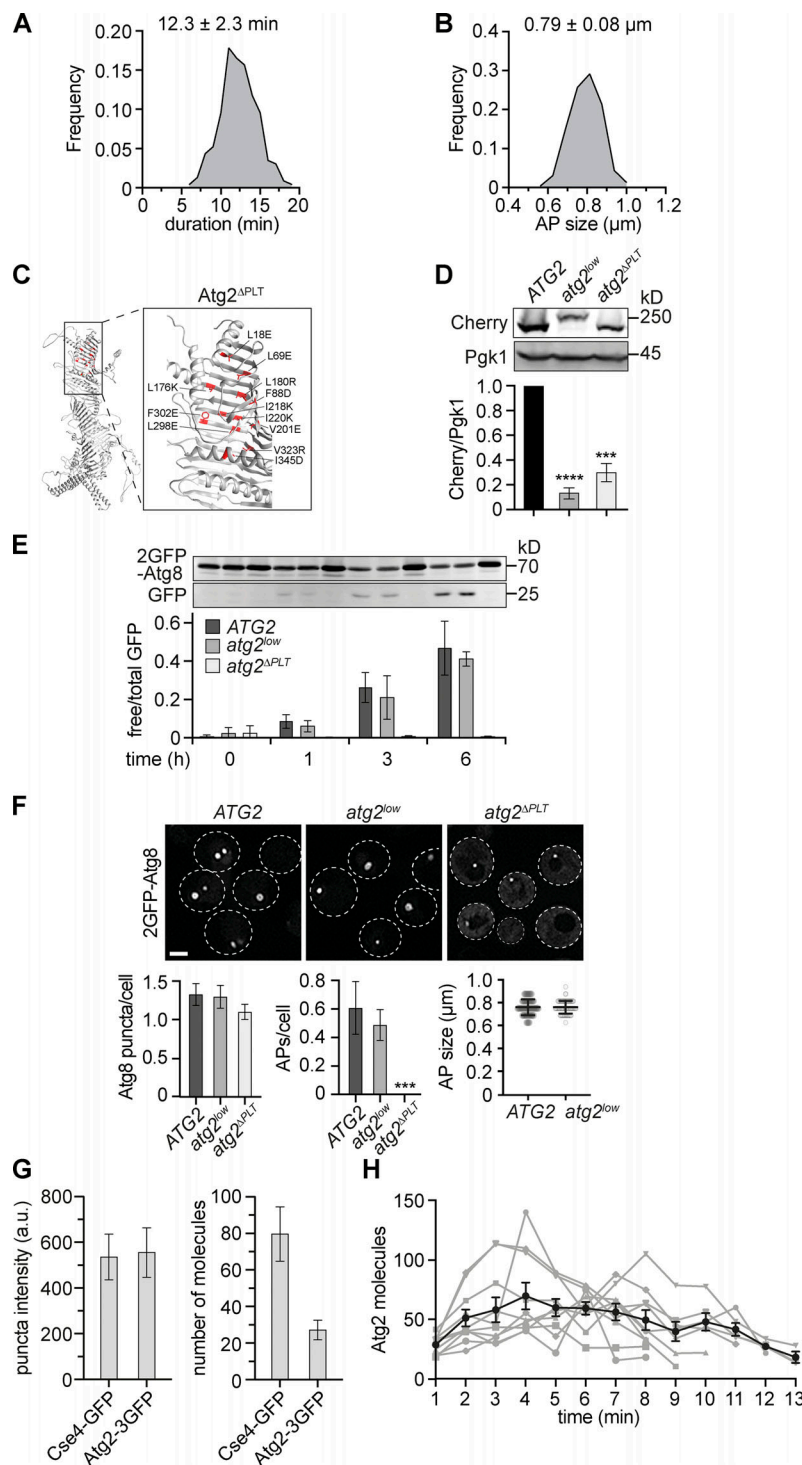 A
12.3 ± 2.3 min
Frequency
0.20
0.15
0.10
0.05
0
0 5 10 15 20
duration (min)
B
0.79 ± 0.08 µm
Frequency
0.4
0.3
0.2
0.1
0
0.4 0.6 0.8 1.0 1.2
AP size (µm)
C
Atg2ΔPLT
L18E
L69E
L176K
L180R
F88D
I218K
F302E
I220K
L298E
V201E
V323R
I345D
D
ATG2 atg2low atg2ΔPLT
kD
Cherry
250
Pgk1
45
Cherry/Pgk1
1.0
0.8
0.6
0.4
0.2
0
****
***
E
kD
2GFP
-Atg8
70
GFP
25
free/total GFP
0.6
0.4
0.2
0
ATG2
atg2low
atg2ΔPLT
time (h) 0 1 3 6
F
ATG2 atg2low atg2ΔPLT
2GFP-Atg8
Atg8 puncta/cell
1.5
1.0
0.5
0
ATG2
atg2low
atg2ΔPLT
APs/cell
0.8
0.6
0.4
0.2
0
***
ATG2
atg2low
atg2ΔPLT
AP size (µm)
1.0
0.8
0.6
0.4
0.2
0
ATG2 atg2low
G
puncta intensity (a.u.)
800
600
400
200
0
Cse4-GFP
Atg2-3GFP
number of molecules
100
80
60
40
20
0
Cse4-GFP
Atg2-3GFP
H
Atg2 molecules
150
100
50
0
1 2 3 4 5 6 7 8 9 10 11 12 13
time (min)